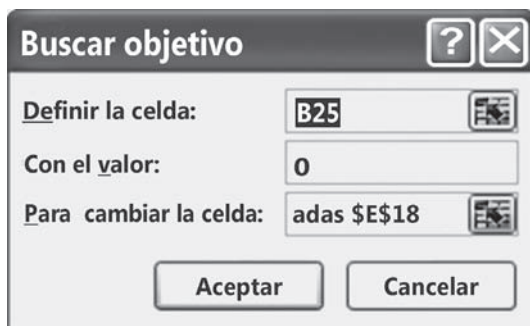 Buscar objetivo ? X
Definir la celda: B25
Con el valor: 0
Para cambiar la celda: adas $E$18
Aceptar Cancelar